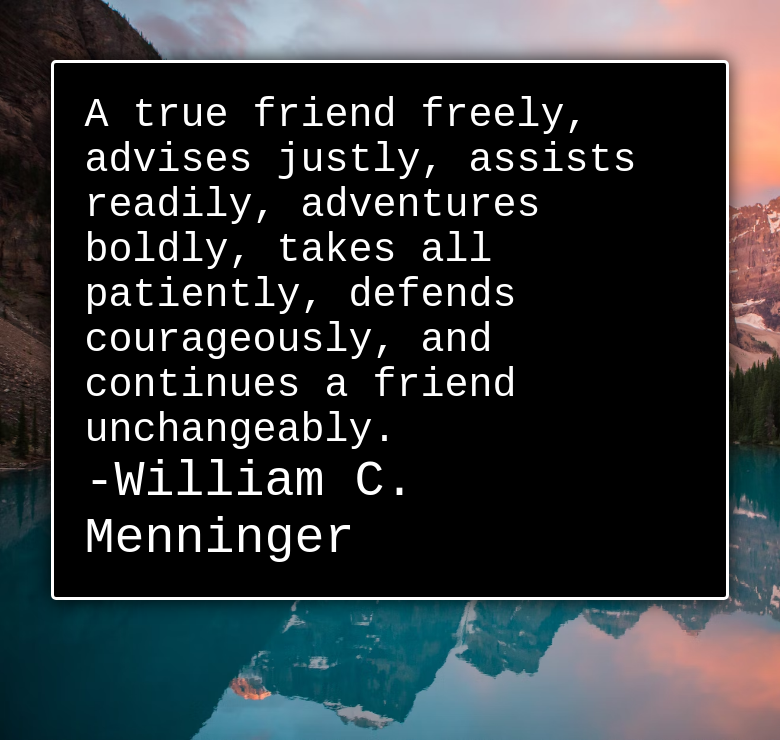 A true friend freely,
advises justly, assists
readily, adventures
boldly, takes all
patiently, defends
courageously, and
continues a friend
unchangeably.
-William C.
Menninger